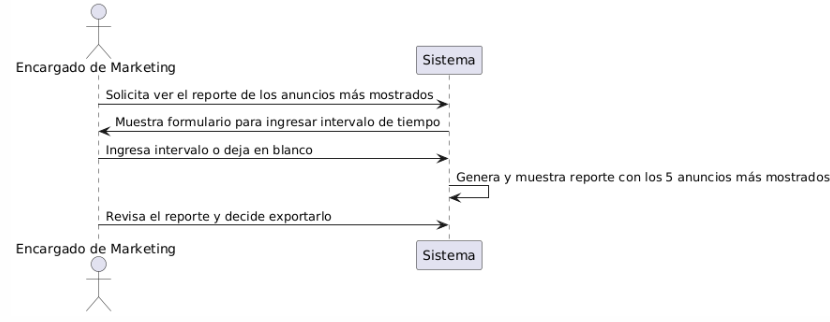 Encargado de Marketing
Sistema
Solicita ver el reporte de los anuncios más mostrados
Muestra formulario para ingresar intervalo de tiempo
Ingresa intervalo o deja en blanco
Genera y muestra reporte con los 5 anuncios más mostrados
Revisa el reporte y decide exportarlo
Encargado de Marketing
Sistema